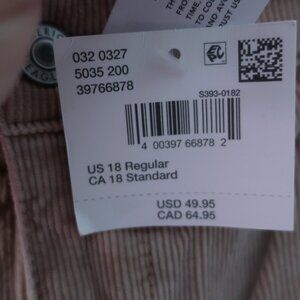 TIME,
032 0327
5035 200
39766878
S393-0182
4 00397 66878 2
US 18 Regular
CA 18 Standard
USD 49.95
CAD 64.95